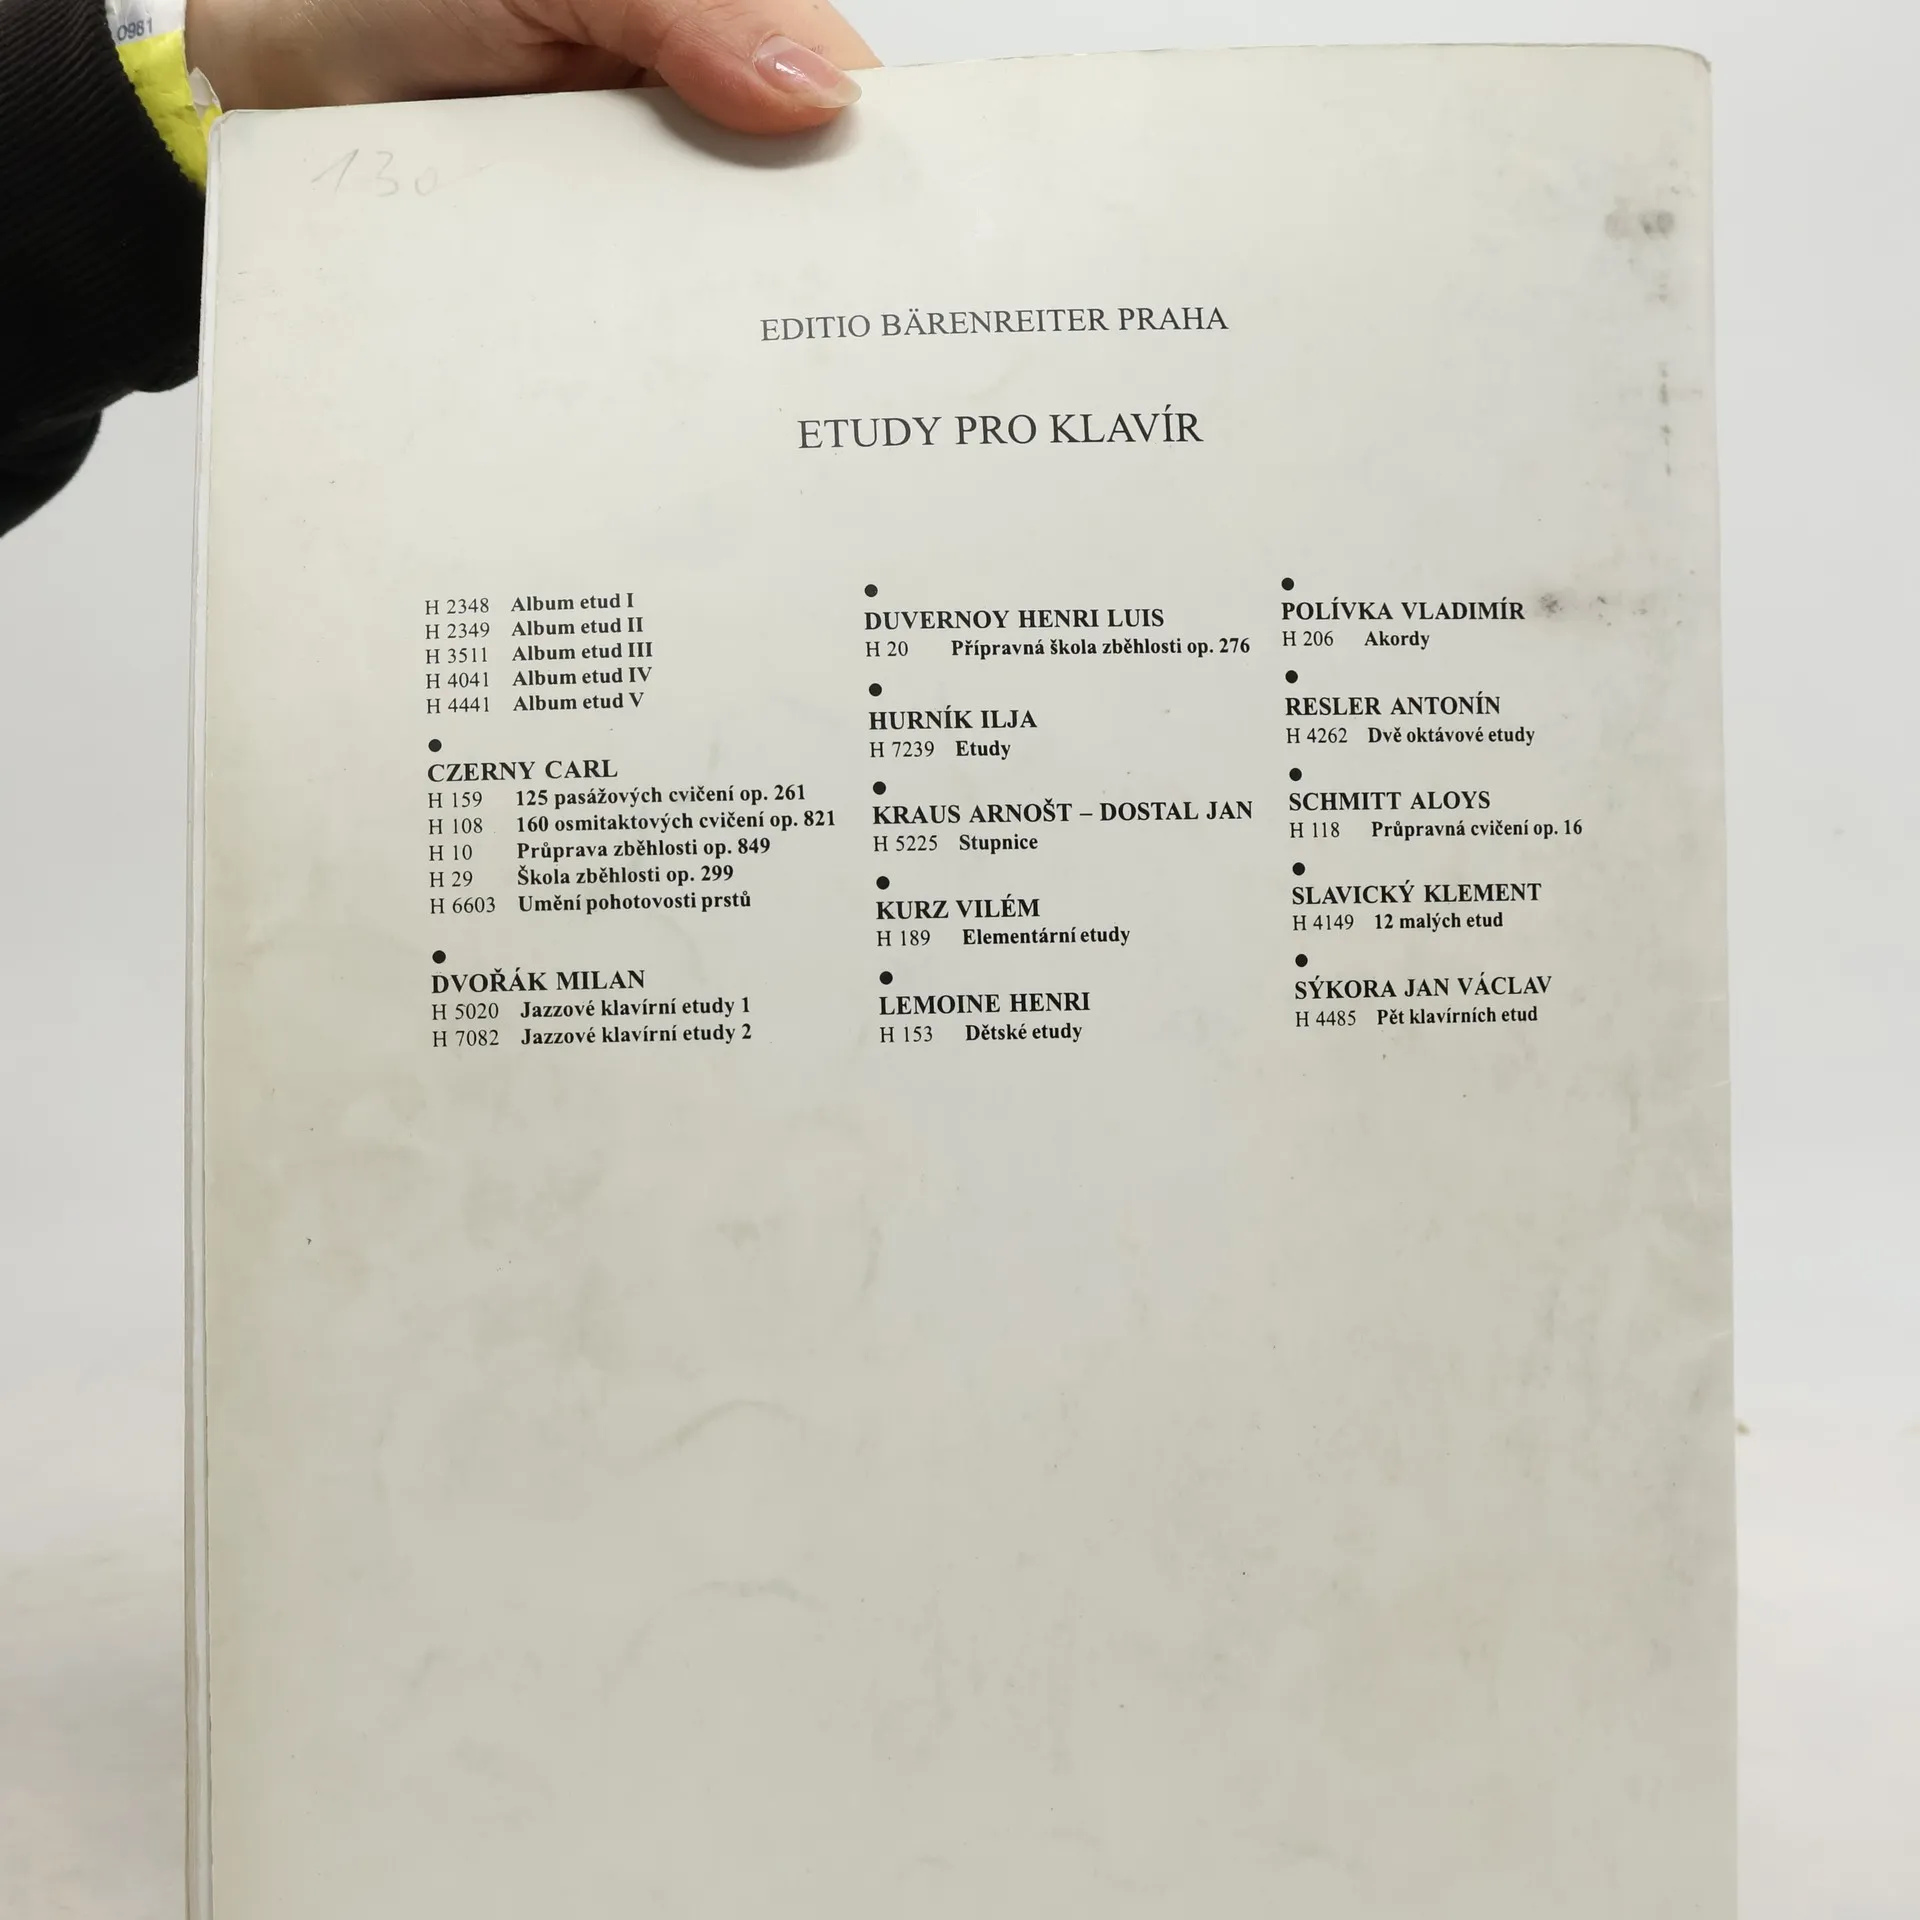 0981
130
EDITIO BÄRENREITER PRAHA
ETUDY PRO KLAVÍR
H 2348 Album etud I
H 2349 Album etud II
H 3511 Album etud III
H 4041 Album etud IV
H 4441 Album etud V
CZERNY CARL
H 159 125 pasážových cvičení op. 261
H 108 160 osmitaktových cvičení op. 821
H 10 Průprava zběhlosti op. 849
H 29 Škola zběhlosti op. 299
H 6603 Umění pohotovosti prstů
DVOŘÁK MILAN
H 5020 Jazzové klavírní etudy 1
H 7082 Jazzové klavírní etudy 2
DUVERNOY HENRI LUIS
H 20 Přípravná škola zběhlosti op. 276
HURNÍK ILJA
H 7239 Etudy
KRAUS ARNOŠT – DOSTAL JAN
H 5225 Stupnice
KURZ VILÉM
H 189 Elementární etudy
LEMOINE HENRI
H 153 Dětské etudy
POLÍVKA VLADIMÍR
H 206 Akordy
RESLER ANTONÍN
H 4262 Dvě oktávové etudy
SCHMITT ALOYS
H 118 Průpravná cvičení op. 16
SLAVICKÝ KLEMENT
H 4149 12 malých etud
SÝKORA JAN VÁCLAV
H 4485 Pět klavírních etud